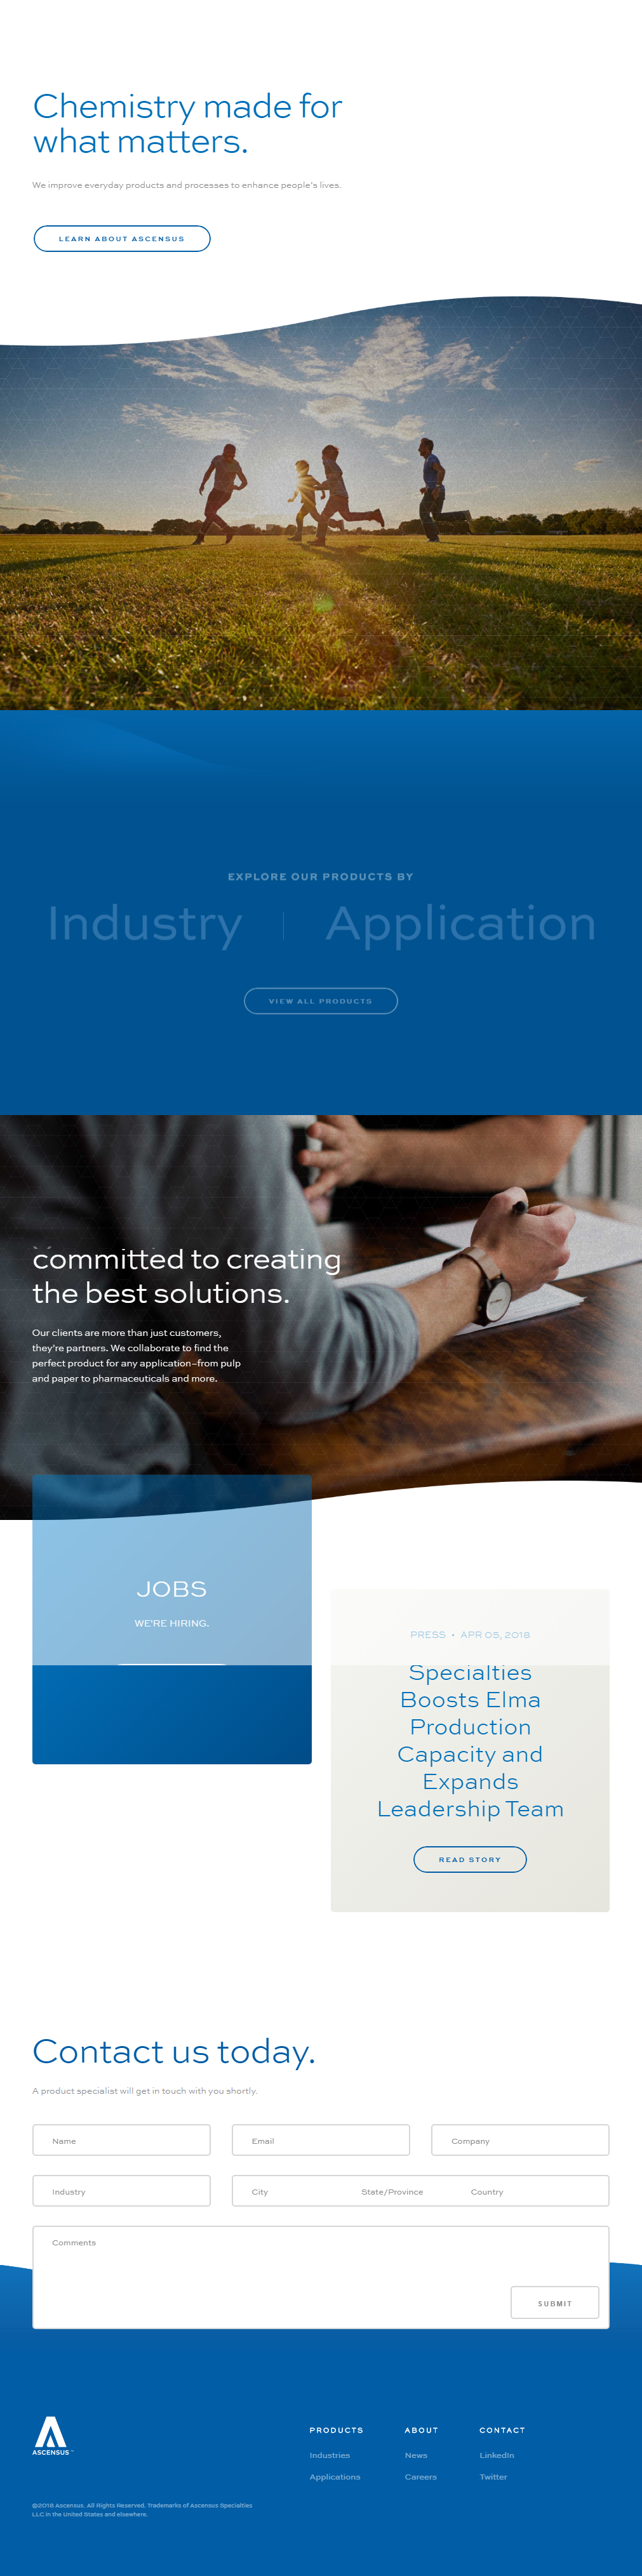 Chemistry made for
what matters.
We improve everyday products and processes to enhance people's lives.
LEARN ABOUT ASCENSUS
EXPLORE OUR PRODUCTS BY
Industry | Application
VIEW ALL PRODUCTS
committed to creating
the best solutions.
Our clients are more than just customers,
they're partners. We collaborate to find the
perfect product for any application–from pulp
and paper to pharmaceuticals and more.
JOBS
WE'RE HIRING.
PRESS • APR 05, 2018
Specialties
Boosts Elma
Production
Capacity and
Expands
Leadership Team
READ STORY
Contact us today.
A product specialist will get in touch with you shortly.
Name Email Company
Industry City State/Province Country
Comments
SUBMIT
ASCENSUS™
PRODUCTS ABOUT CONTACT
Industries News LinkedIn
Applications Careers Twitter
©2018 Ascensus. All Rights Reserved. Trademarks of Ascensus Specialties
LLC in the United States and elsewhere.